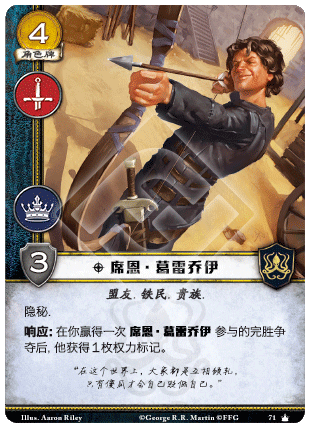 4
角色牌
3
席恩·葛雷乔伊
盟友. 铁民. 贵族.
隐秘.
响应: 在你赢得一次 席恩·葛雷乔伊 参与的完胜争
夺后, 他获得1枚权力标记。
“在这个世界上，大家都是互相倾轧，
只有傻瓜才会自己毁伤自己。”
Illus. Aaron Riley
©George R.R. Martin ©FFG
71